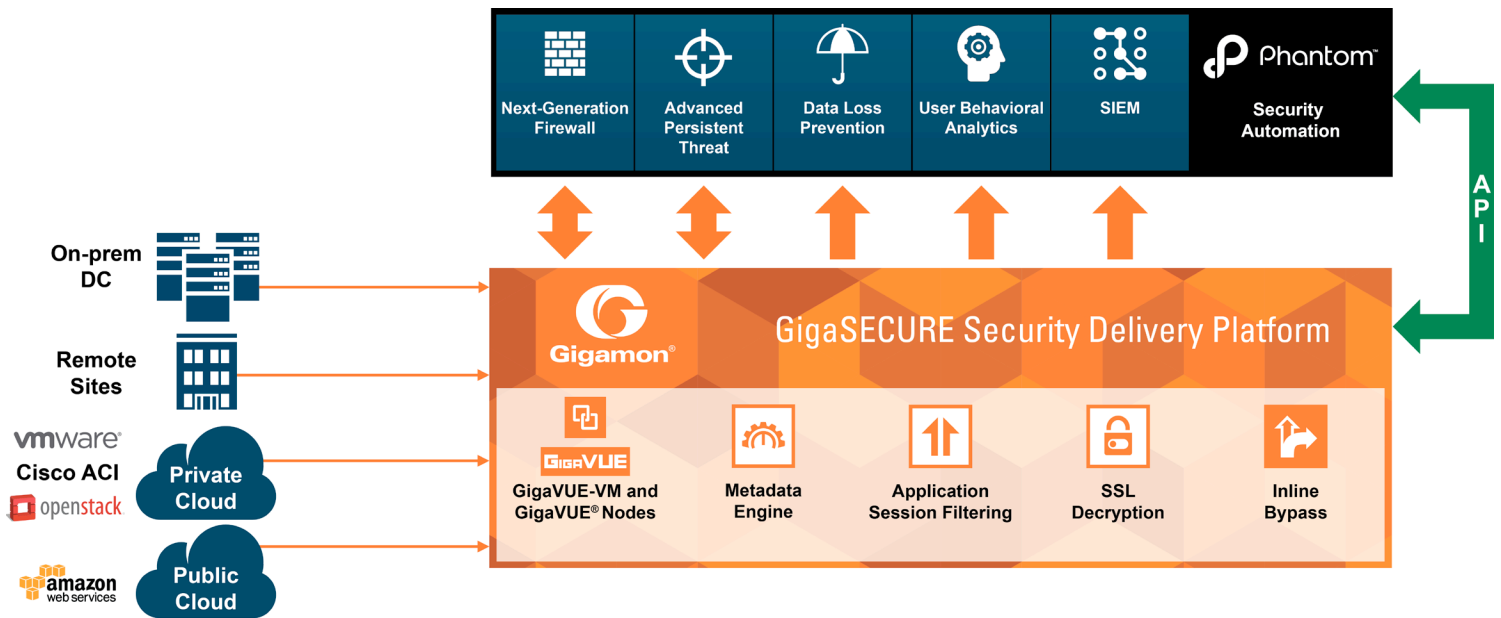 Phantom™
Next-Generation
Firewall
Advanced
Persistent
Threat
Data Loss
Prevention
User Behavioral
Analytics
SIEM
Security
Automation
API
On-prem
DC
Remote
Sites
vmware®
Cisco ACI
openstack
Private
Cloud
amazon
web services
Public
Cloud
Gigamon®
GigaSECURE Security Delivery Platform
GIGAVUE
GigaVUE-VM and
GigaVUE® Nodes
Metadata
Engine
Application
Session Filtering
SSL
Decryption
Inline
Bypass